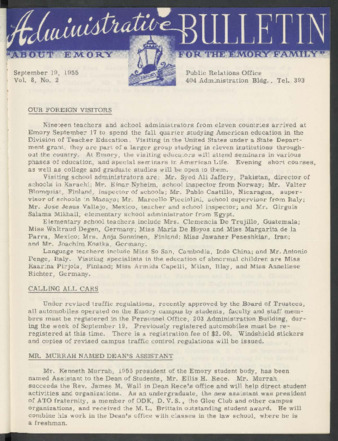 Administrative BULLETIN
"ABOUT EMORY FOR THE EMORY FAMILY"
September 19, 1955 Public Relations Office
Vol. 8, No. 2 404 Administration Bldg., Tel. 393
OUR FOREIGN VISITORS
Nineteen teachers and school administrators from eleven countries arrived at
Emory September 17 to spend the fall quarter studying American education in the
Division of Teacher Education. Visiting in the United States under a State Depart-
ment grant, they are part of a larger group studying in eleven institutions through-
out the country. At Emory, the visiting educators will attend seminars in various
phases of education, and special seminars in American Life. Evening short courses,
as well as college and graduate studies will be open to them.
Visiting school administrators are: Mr. Syed Ali Jaffery, Pakistan, director of
schools in Karachi; Mr. Einar Nyheim, school inspector from Norway; Mr. Valter
Blomqvist, Finland, inspector of schools; Mr. Pablo Castillo, Nicaragua, super-
visor of schools in Masaya; Mr. Marcello Picciolini, school supervisor from Italy;
Mr. Jose Jesus Vallejo, Mexico, teacher and school inspector; and Mr. Girguis
Salama Mikhail, elementary school administrator from Egypt.
Elementary school teachers include Mrs. Clemencia De Trujillo, Guatemala;
Miss Waltraud Degen, Germany; Miss Maria De Hoyos and Miss Margarita de la
Parra, Mexico; Mrs. Anja Sonninen, Finland; Miss Jamshar Pezeshkian, Iran;
and Mr. Joachim Knolka, Germany.
Language teachers include Miss So San, Cambodia, Indo China; and Mr. Antonio
Penge, Italy. Visiting specialists in the education of abnormal children are Miss
Kaarina Pirjola, Finland; Miss Armida Capelli, Milan, Italy, and Miss Anneliese
Richter, Germany.
CALLING ALL CARS
Under revised traffic regulations, recently approved by the Board of Trustees,
all automobiles operated on the Emory campus by students, faculty and staff mem-
bers must be registered in the Personnel Office, 203 Administration Building, dur-
ing the week of September 19. Previously registered automobiles must be re-
registered at this time. There is a registration fee of $2.00. Windshield stickers
and copies of revised campus traffic control regulations will be issued.
MR. MURRAH NAMED DEAN'S ASSISTANT
Mr. Kenneth Murrah, 1955 president of the Emory student body, has been
named Assistant to the Dean of Students, Mr. Ellis H. Rece. Mr. Murrah
succeeds the Rev. James M. Wall in Dean Rece's office and will help direct student
activities and organizations. As an undergraduate, the new assistant was president
of ATO fraternity, a member of ODK, D.V.S., the Glee Club and other campus
organizations, and received the M. L. Brittain outstanding student award. He will
combine his work in the Dean's office with classes in the law school, where he is
a freshman.